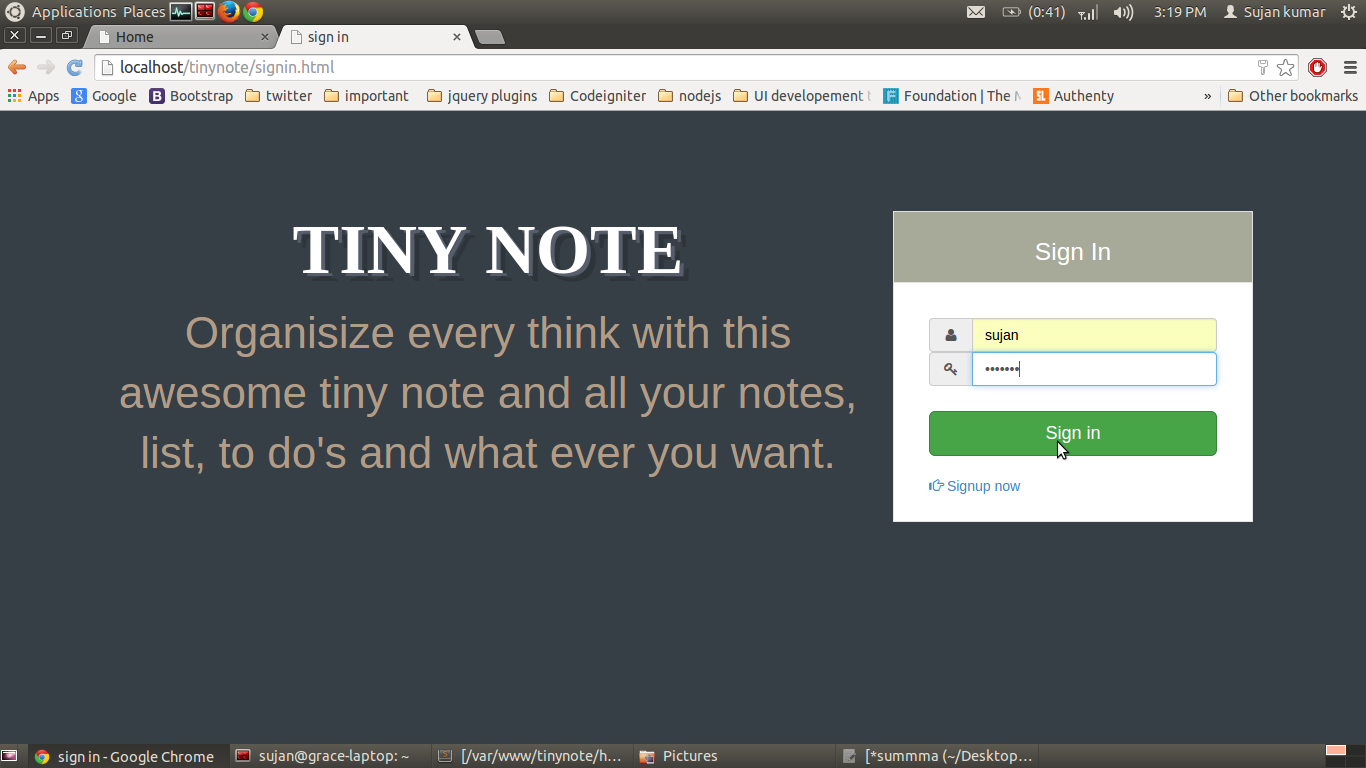 Applications Places (0:41) 3:19 PM Sujan kumar
Home sign in
localhost/tinynote/signin.html
Apps Google Bootstrap twitter important jquery plugins Codeigniter nodejs UI developement Foundation | The Authenty » Other bookmarks
TINY NOTE
Organisize every think with this
awesome tiny note and all your notes,
list, to do's and what ever you want.
Sign In
sujan
•••••••
Sign in
Signup now
sign in - Google Chrome sujan@grace-laptop: ~ [/var/www/tinynote/h... Pictures [*summma (~/Desktop...